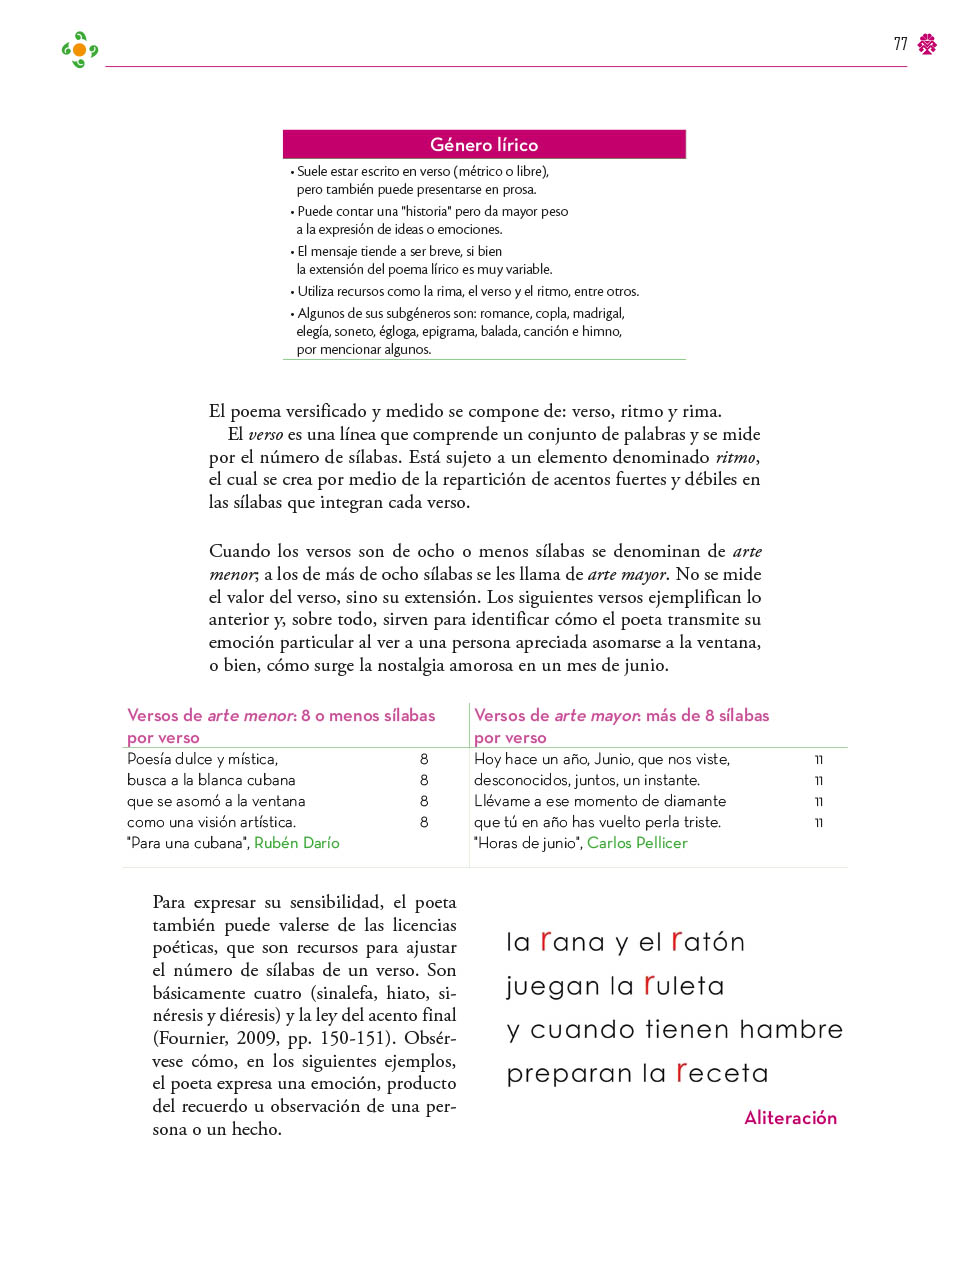 77
Género lírico
• Suele estar escrito en verso (métrico o libre),
pero también puede presentarse en prosa.
• Puede contar una "historia" pero da mayor peso
a la expresión de ideas o emociones.
• El mensaje tiende a ser breve, si bien
la extensión del poema lírico es muy variable.
• Utiliza recursos como la rima, el verso y el ritmo, entre otros.
• Algunos de sus subgéneros son: romance, copla, madrigal,
elegía, soneto, égloga, epigrama, balada, canción e himno,
por mencionar algunos.
El poema versificado y medido se compone de: verso, ritmo y rima.
El verso es una línea que comprende un conjunto de palabras y se mide
por el número de sílabas. Está sujeto a un elemento denominado ritmo,
el cual se crea por medio de la repartición de acentos fuertes y débiles en
las sílabas que integran cada verso.
Cuando los versos son de ocho o menos sílabas se denominan de arte
menor; a los de más de ocho sílabas se les llama de arte mayor. No se mide
el valor del verso, sino su extensión. Los siguientes versos ejemplifican lo
anterior y, sobre todo, sirven para identificar cómo el poeta transmite su
emoción particular al ver a una persona apreciada asomarse a la ventana,
o bien, cómo surge la nostalgia amorosa en un mes de junio.
Versos de arte menor: 8 o menos sílabas
por verso
Poesía dulce y mística, 8
busca a la blanca cubana 8
que se asomó a la ventana 8
como una visión artística. 8
"Para una cubana", Rubén Darío
Versos de arte mayor: más de 8 sílabas
por verso
Hoy hace un año, Junio, que nos viste, 11
desconocidos, juntos, un instante. 11
Llévame a ese momento de diamante 11
que tú en año has vuelto perla triste. 11
"Horas de junio", Carlos Pellicer
Para expresar su sensibilidad, el poeta
también puede valerse de las licencias
poéticas, que son recursos para ajustar
el número de sílabas de un verso. Son
básicamente cuatro (sinalefa, hiato, si-
néresis y diéresis) y la ley del acento final
(Fournier, 2009, pp. 150-151). Obsér-
vese cómo, en los siguientes ejemplos,
el poeta expresa una emoción, producto
del recuerdo u observación de una per-
sona o un hecho.
la rana y el ratón
juegan la ruleta
y cuando tienen hambre
preparan la receta
Aliteración